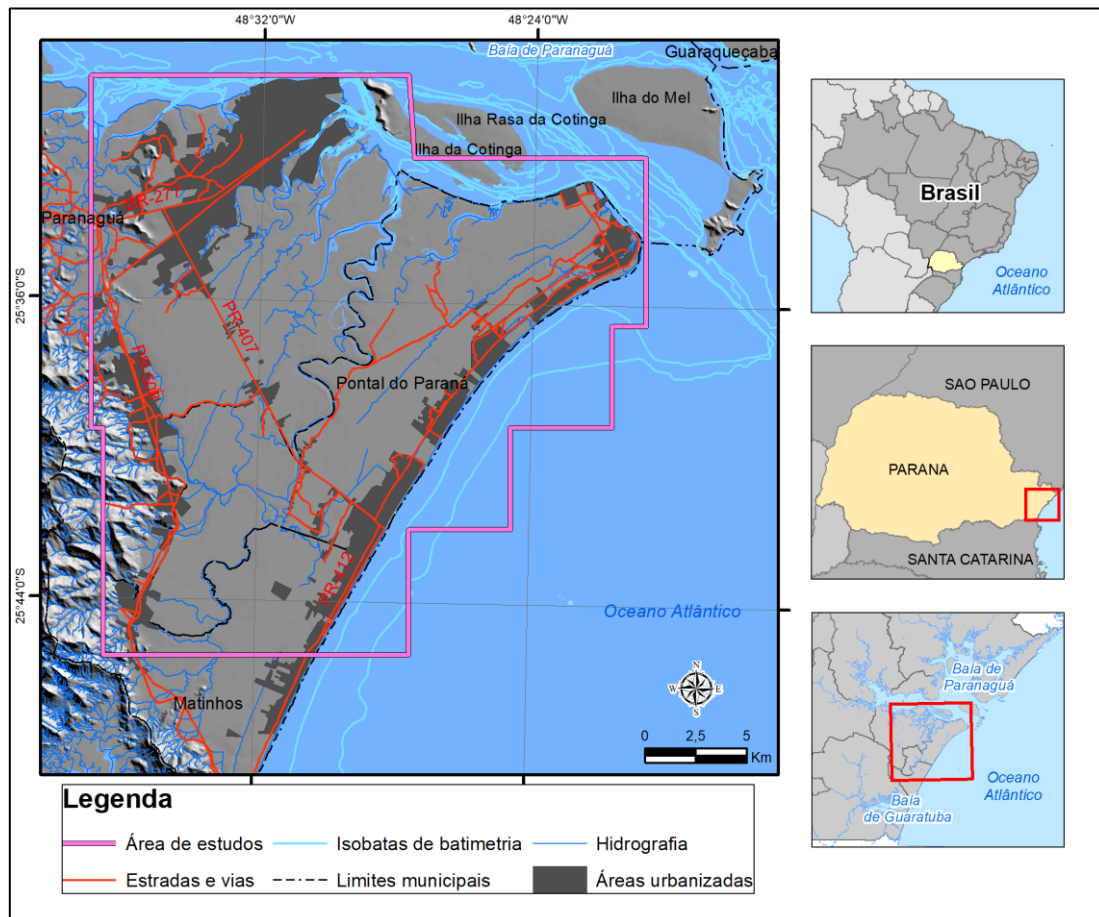 48°32'0"W
48°24'0"W
Baía de Paranaguá
Guaraqueçaba
Ilha do Mel
Ilha Rasa da Cotinga
Ilha da Cotinga
Paranaguá
25°36'0"S
PR-407
Pontal do Paraná
25°44'0"S
PR-412
Oceano Atlântico
Matinhos
N
W
E
S
0 2,5 5
Km
Brasil
Oceano
Atlântico
SAO PAULO
PARANA
SANTA CATARINA
Baía de
Paranaguá
Oceano
Atlântico
Baía
de Guaratuba
Legenda
Área de estudos
Isobatas de batimetria
Hidrografia
Estradas e vias
Limites municipais
Áreas urbanizadas